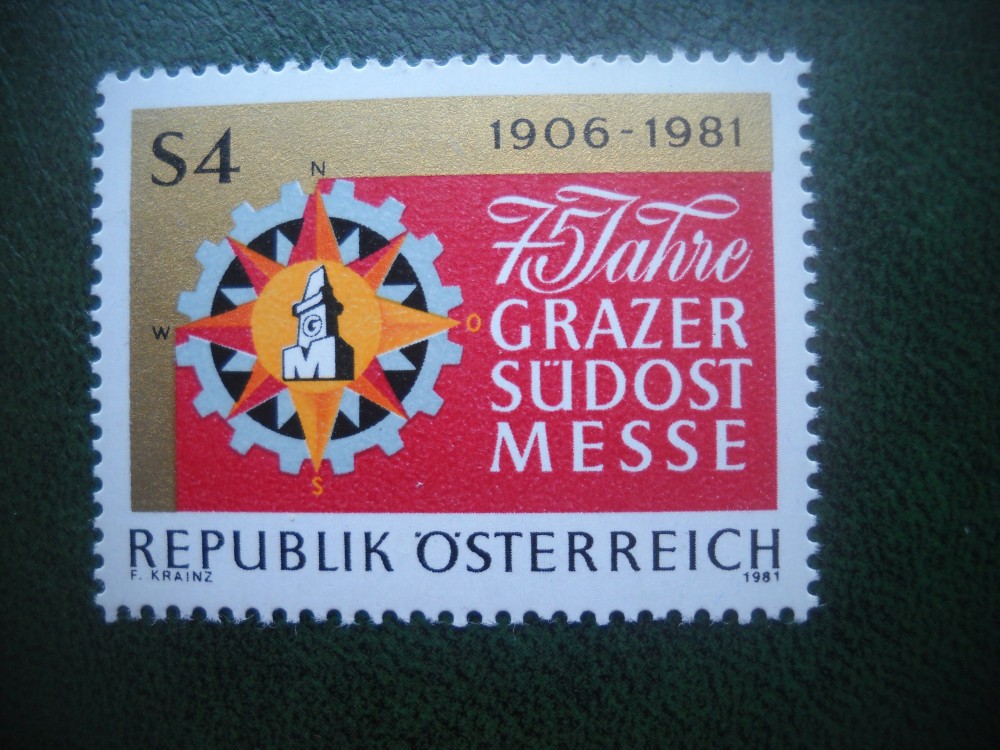 S4
1906-1981
N
W
O
S
G
M
75 Jahre
GRAZER
SÜDOST
MESSE
REPUBLIK ÖSTERREICH
F. KRAINZ
1981